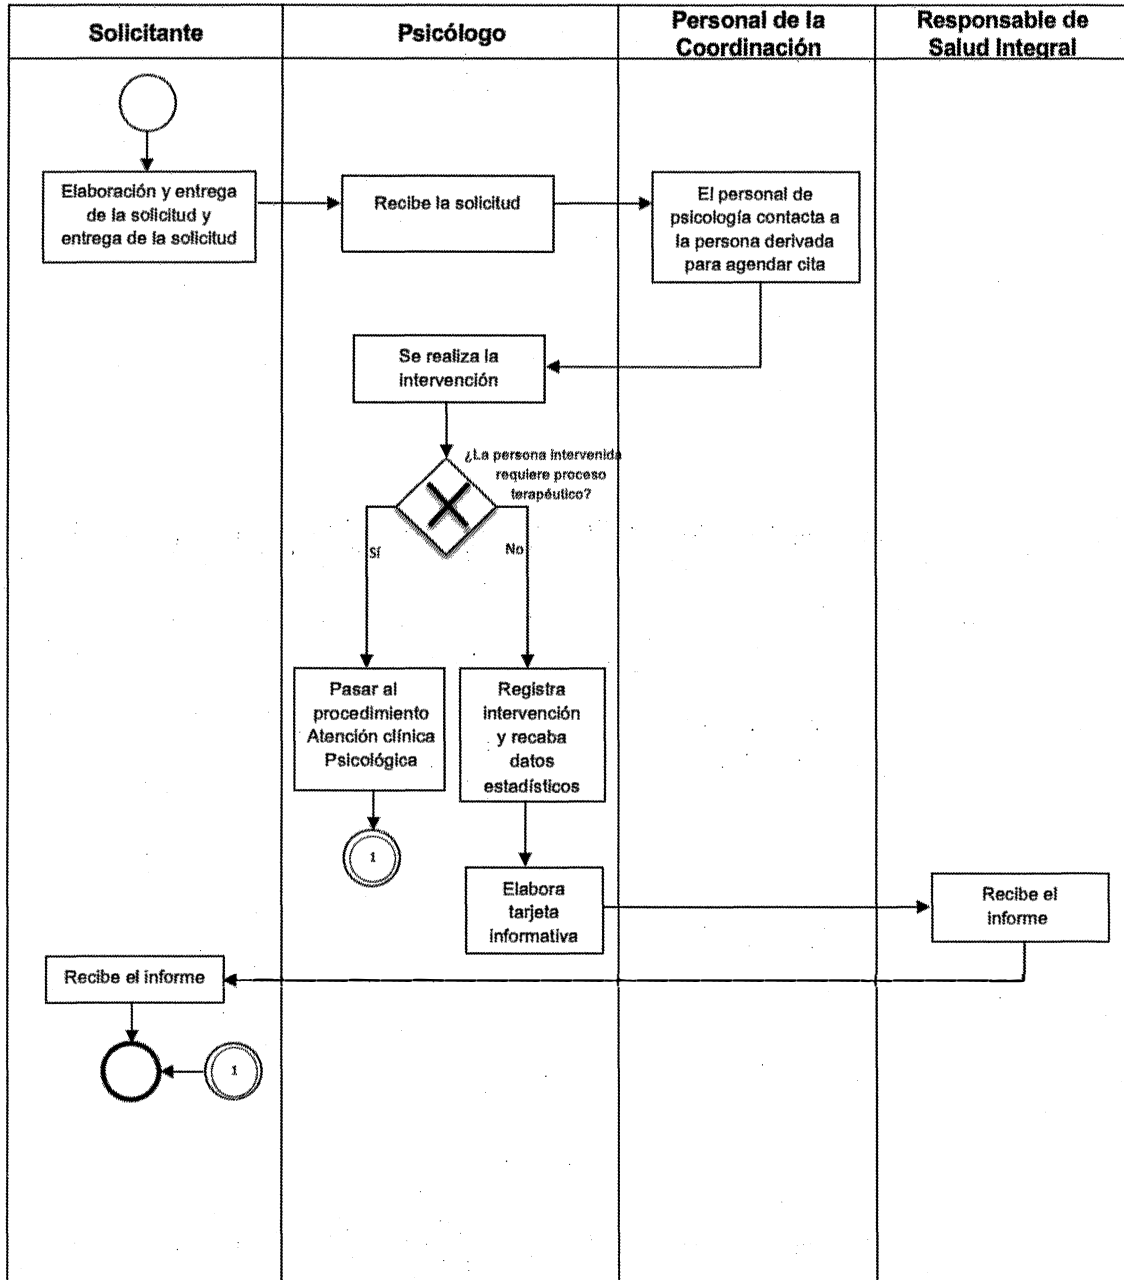 Solicitante
Psicólogo
Personal de la
Coordinación
Responsable de
Salud Integral
Elaboración y entrega
de la solicitud y
entrega de la solicitud
Recibe la solicitud
El personal de
psicología contacta a
la persona derivada
para agendar cita
Se realiza la
intervención
¿La persona intervenida
requiere proceso
terapéutico?
Sí
No
Pasar al
procedimiento
Atención clínica
Psicológica
Registra
intervención
y recaba
datos
estadísticos
1
Elabora
tarjeta
informativa
Recibe el
informe
Recibe el informe
1